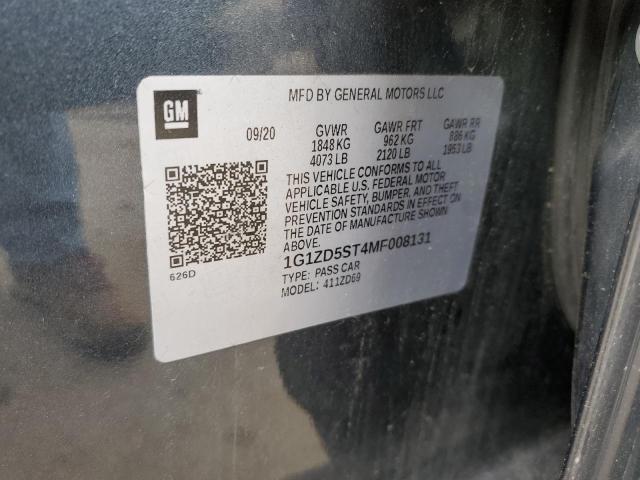 GM
MFD BY GENERAL MOTORS LLC
09/20 GVWR GAWR FRT GAWR RR
1848 KG 962 KG 886 KG
4073 LB 2120 LB 1953 LB
THIS VEHICLE CONFORMS TO ALL
APPLICABLE U.S. FEDERAL MOTOR
VEHICLE SAFETY, BUMPER, AND THEFT
PREVENTION STANDARDS IN EFFECT ON
THE DATE OF MANUFACTURE SHOWN
ABOVE.
1G1ZD5ST4MF008131
TYPE: PASS CAR
MODEL: 411ZD69
626D